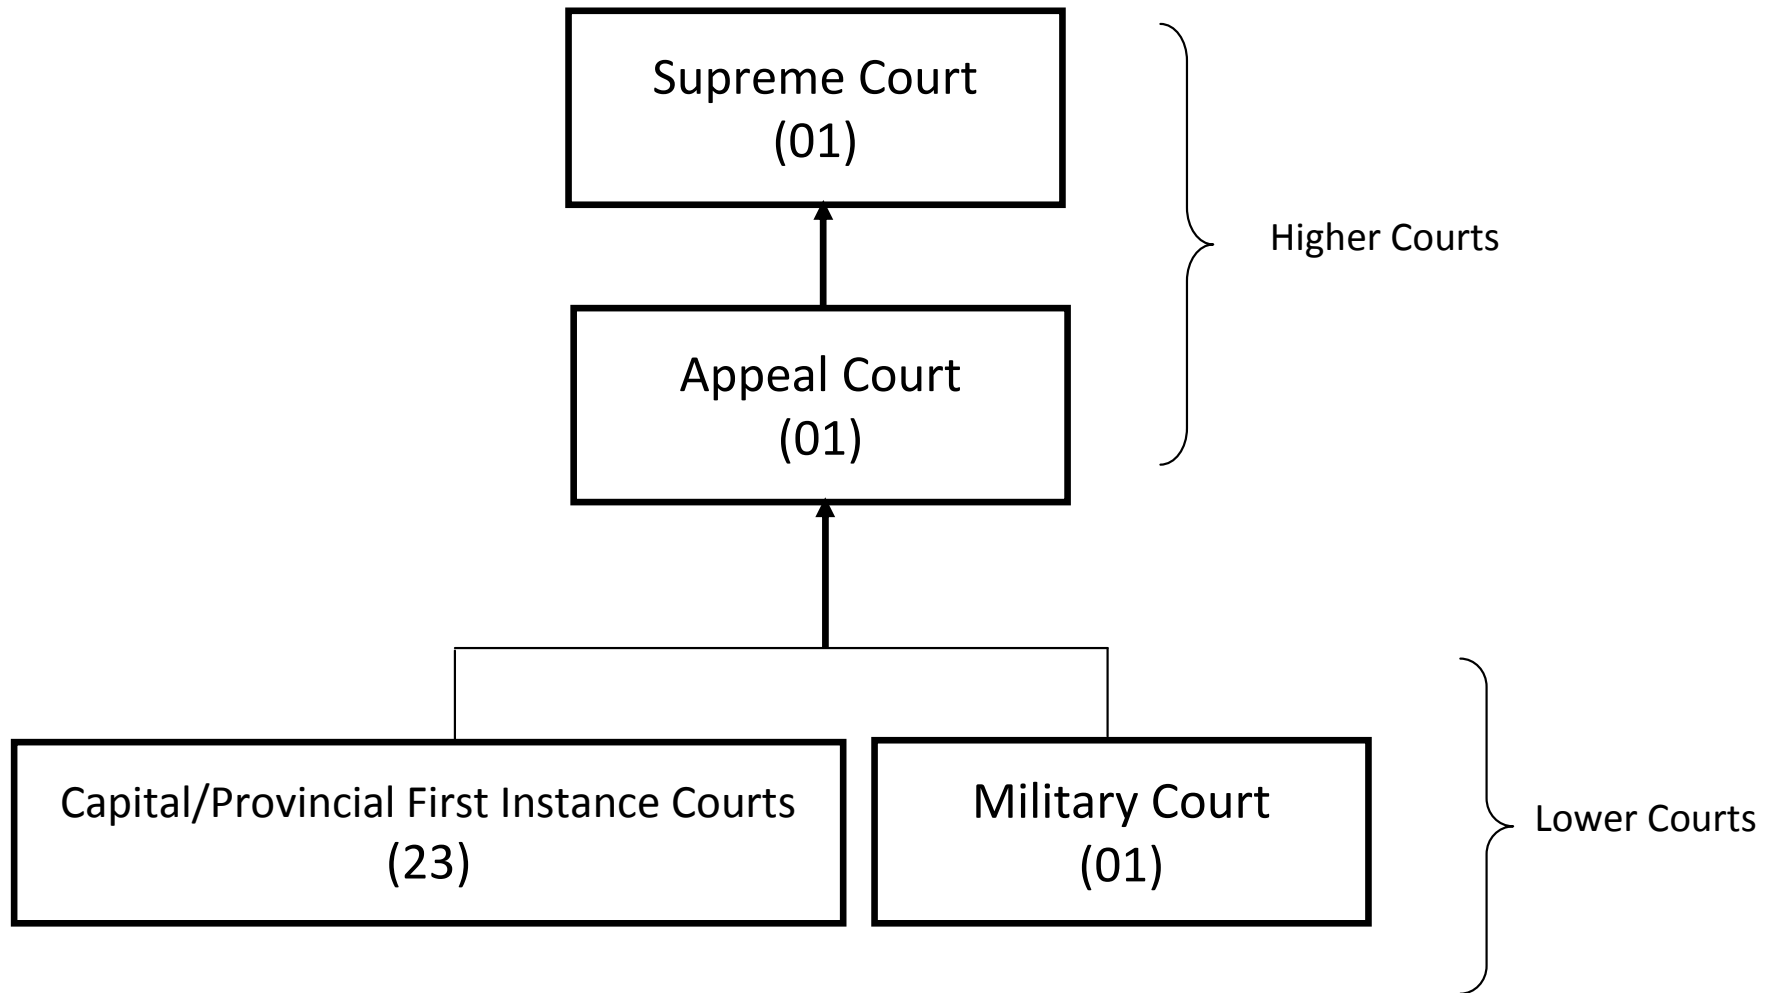 Supreme Court
(01)
Higher Courts
Appeal Court
(01)
Capital/Provincial First Instance Courts
(23)
Military Court
(01)
Lower Courts